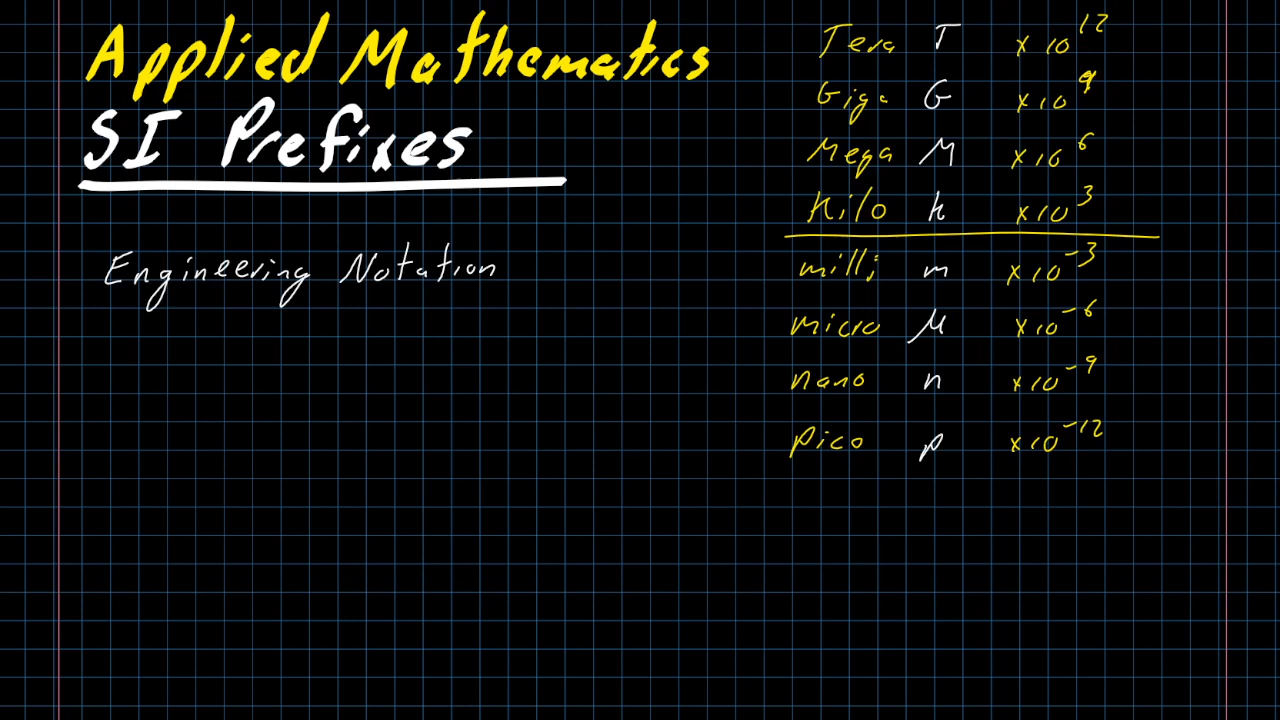 Applied Mathematics
SI Prefixes
Engineering Notation
Tera T x10^12
Giga G x10^9
Mega M x10^6
Kilo k x10^3
milli m x10^-3
micro μ x10^-6
nano n x10^-9
pico p x10^-12